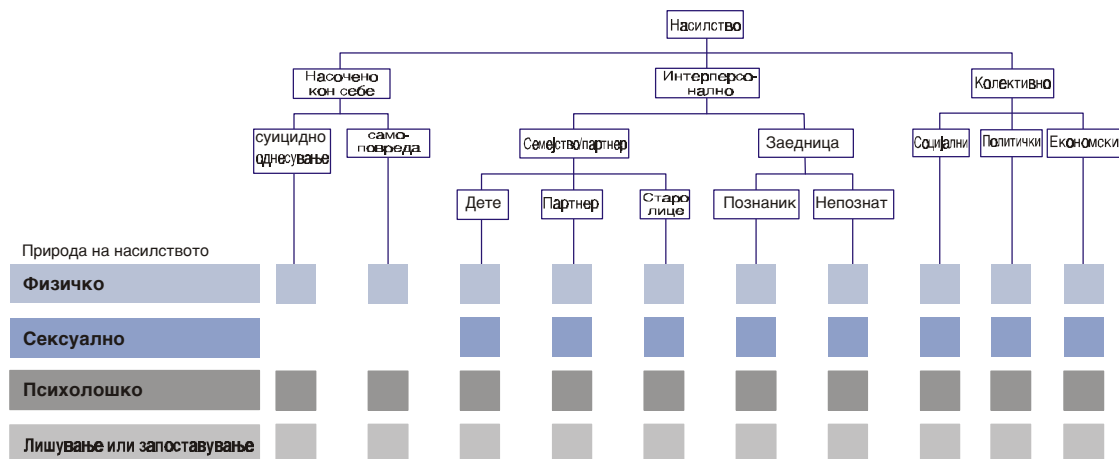 Насилство
Насочено
кон себе
Интерперсо-
нално
Колективно
суицидно
однесување
само-
повреда
Семејство/партнер
Заедница
Социјални
Политички
Економски
Дете
Партнер
Старо
лице
Познаник
Непознат
Природа на насилството
Физичко
Сексуално
Психолошко
Лишување или запоставување